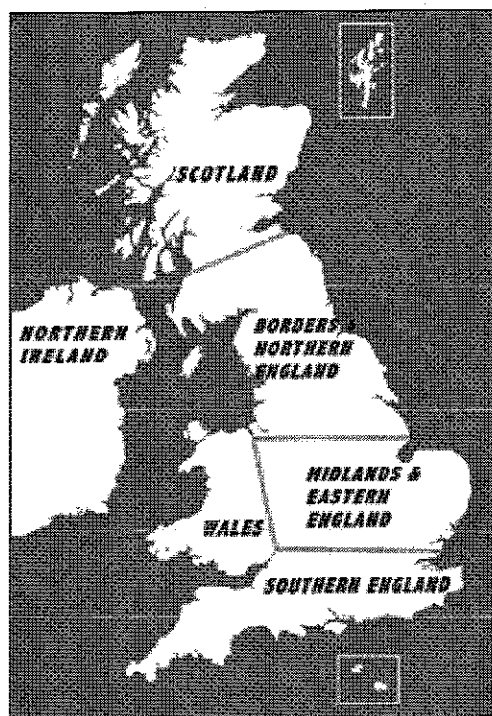 SCOTLAND
NORTHERN
IRELAND
BORDERS &
NORTHERN
ENGLAND
MIDLANDS &
EASTERN
ENGLAND
WALES
SOUTHERN ENGLAND